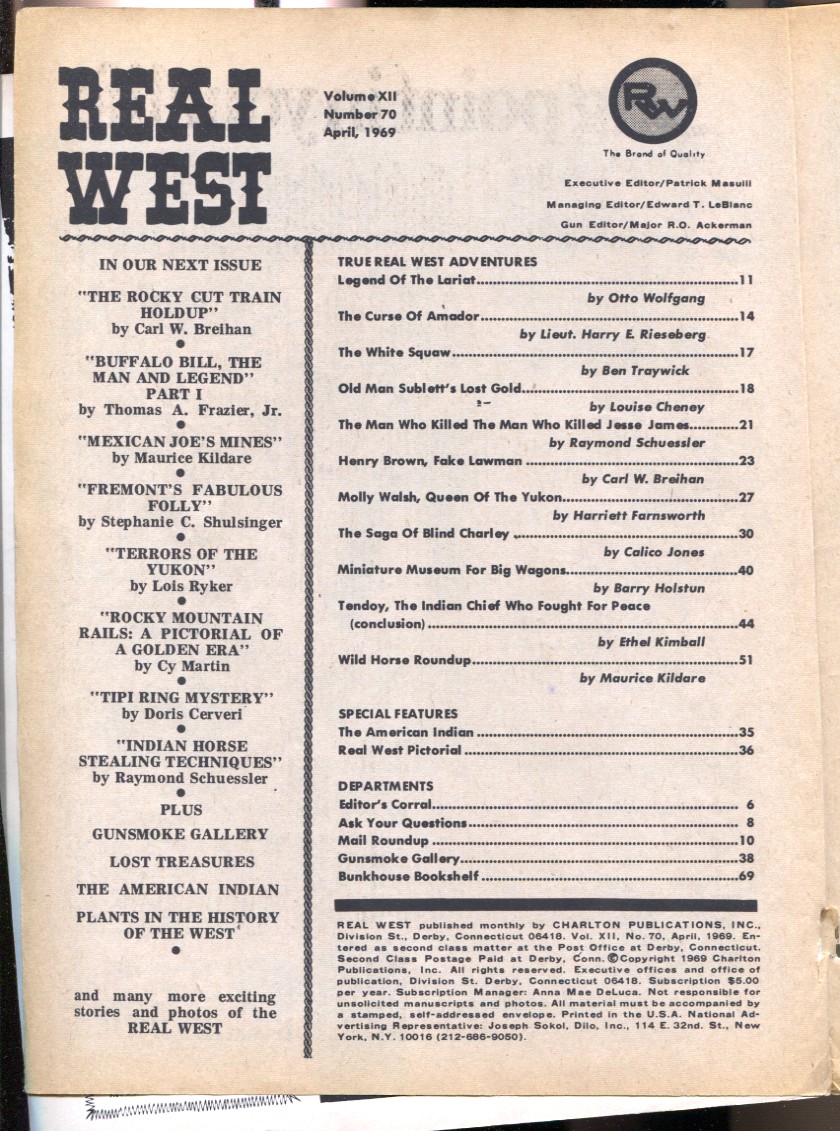 REAL
WEST
Volume XII
Number 70
April, 1969
RW
The Brand of Quality
Executive Editor/Patrick Masulli
Managing Editor/Edward T. LeBlanc
Gun Editor/Major R.O. Ackerman
IN OUR NEXT ISSUE
"THE ROCKY CUT TRAIN
HOLDUP"
by Carl W. Breihan
●
"BUFFALO BILL, THE
MAN AND LEGEND"
PART I
by Thomas A. Frazier, Jr.
●
"MEXICAN JOE'S MINES"
by Maurice Kildare
●
"FREMONT'S FABULOUS
FOLLY"
by Stephanie C. Shulsinger
●
"TERRORS OF THE
YUKON"
by Lois Ryker
●
"ROCKY MOUNTAIN
RAILS: A PICTORIAL OF
A GOLDEN ERA"
by Cy Martin
●
"TIPI RING MYSTERY"
by Doris Cerveri
●
"INDIAN HORSE
STEALING TECHNIQUES"
by Raymond Schuessler
●
PLUS
GUNSMOKE GALLERY
LOST TREASURES
THE AMERICAN INDIAN
PLANTS IN THE HISTORY
OF THE WEST
●
and many more exciting
stories and photos of the
REAL WEST
TRUE REAL WEST ADVENTURES
Legend Of The Lariat...11
by Otto Wolfgang
The Curse Of Amador...14
by Lieut. Harry E. Rieseberg
The White Squaw...17
by Ben Traywick
Old Man Sublett's Lost Gold...18
by Louise Cheney
The Man Who Killed The Man Who Killed Jesse James...21
by Raymond Schuessler
Henry Brown, Fake Lawman ...23
by Carl W. Breihan
Molly Walsh, Queen Of The Yukon...27
by Harriett Farnsworth
The Saga Of Blind Charley ...30
by Calico Jones
Miniature Museum For Big Wagons...40
by Barry Holstun
Tendoy, The Indian Chief Who Fought For Peace
(conclusion) ...44
by Ethel Kimball
Wild Horse Roundup...51
by Maurice Kildare
SPECIAL FEATURES
The American Indian ...35
Real West Pictorial ...36
DEPARTMENTS
Editor's Corral... 6
Ask Your Questions... 8
Mail Roundup ...10
Gunsmoke Gallery...38
Bunkhouse Bookshelf ...69
REAL WEST published monthly by CHARLTON PUBLICATIONS, INC.,
Division St., Derby, Connecticut 06418. Vol. XII, No. 70, April, 1969. En-
tered as second class matter at the Post Office at Derby, Connecticut.
Second Class Postage Paid at Derby, Conn. ©Copyright 1969 Charlton
Publications, Inc. All rights reserved. Executive offices and office of
publication, Division St. Derby, Connecticut 06418. Subscription $5.00
per year. Subscription Manager: Anna Mae DeLuca. Not responsible for
unsolicited manuscripts and photos. All material must be accompanied by
a stamped, self-addressed envelope. Printed in the U.S.A. National Ad-
vertising Representative: Joseph Sokol, Dilo, Inc., 114 E. 32nd. St., New
York, N.Y. 10016 (212-686-9050).